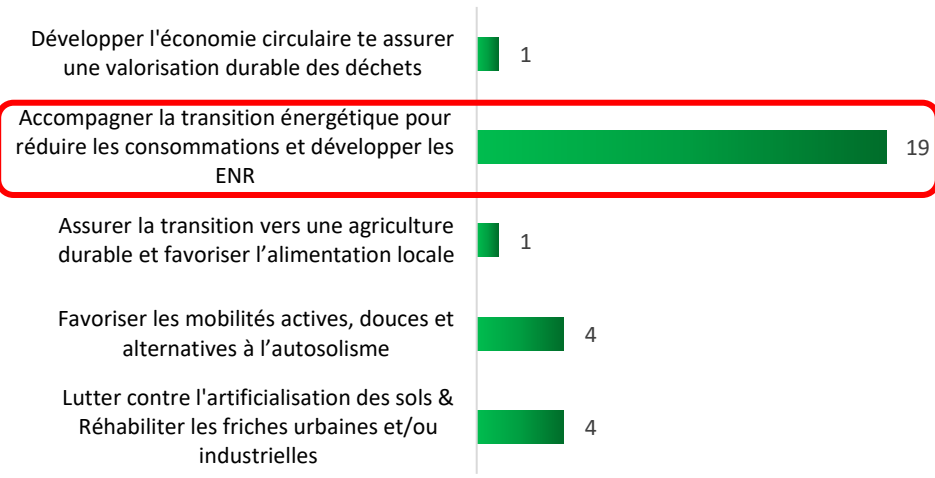 Développer l'économie circulaire te assurer
une valorisation durable des déchets
1
Accompagner la transition énergétique pour
réduire les consommations et développer les
ENR
19
Assurer la transition vers une agriculture
durable et favoriser l’alimentation locale
1
Favoriser les mobilités actives, douces et
alternatives à l’autosolisme
4
Lutter contre l'artificialisation des sols &
Réhabiliter les friches urbaines et/ou
industrielles
4